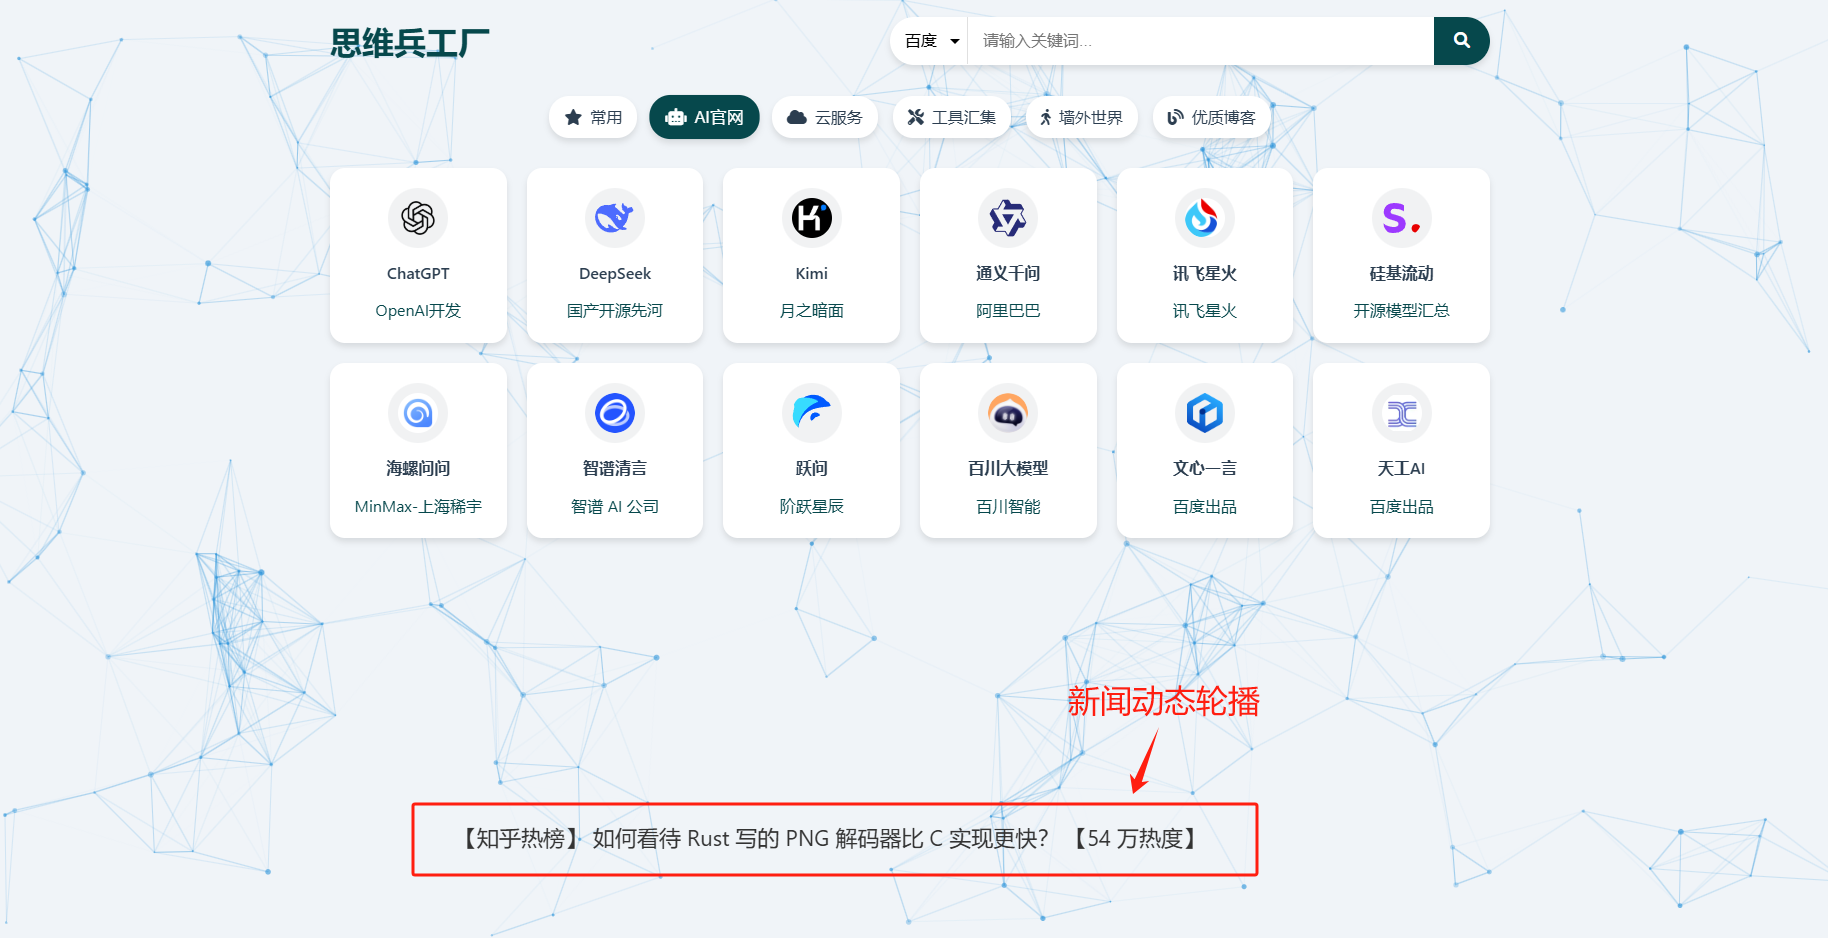 思维兵工厂
百度
请输入关键词...
常用
AI官网
云服务
工具汇集
墙外世界
优质博客
ChatGPT
OpenAI开发
DeepSeek
国产开源先河
Kimi
月之暗面
通义千问
阿里巴巴
讯飞星火
讯飞星火
硅基流动
开源模型汇总
海螺问问
MinMax-上海稀宇
智谱清言
智谱 AI 公司
跃问
阶跃星辰
百川大模型
百川智能
文心一言
百度出品
天工AI
百度出品
新闻动态轮播
【知乎热榜】 如何看待 Rust 写的 PNG 解码器比 C 实现更快? 【54 万热度】